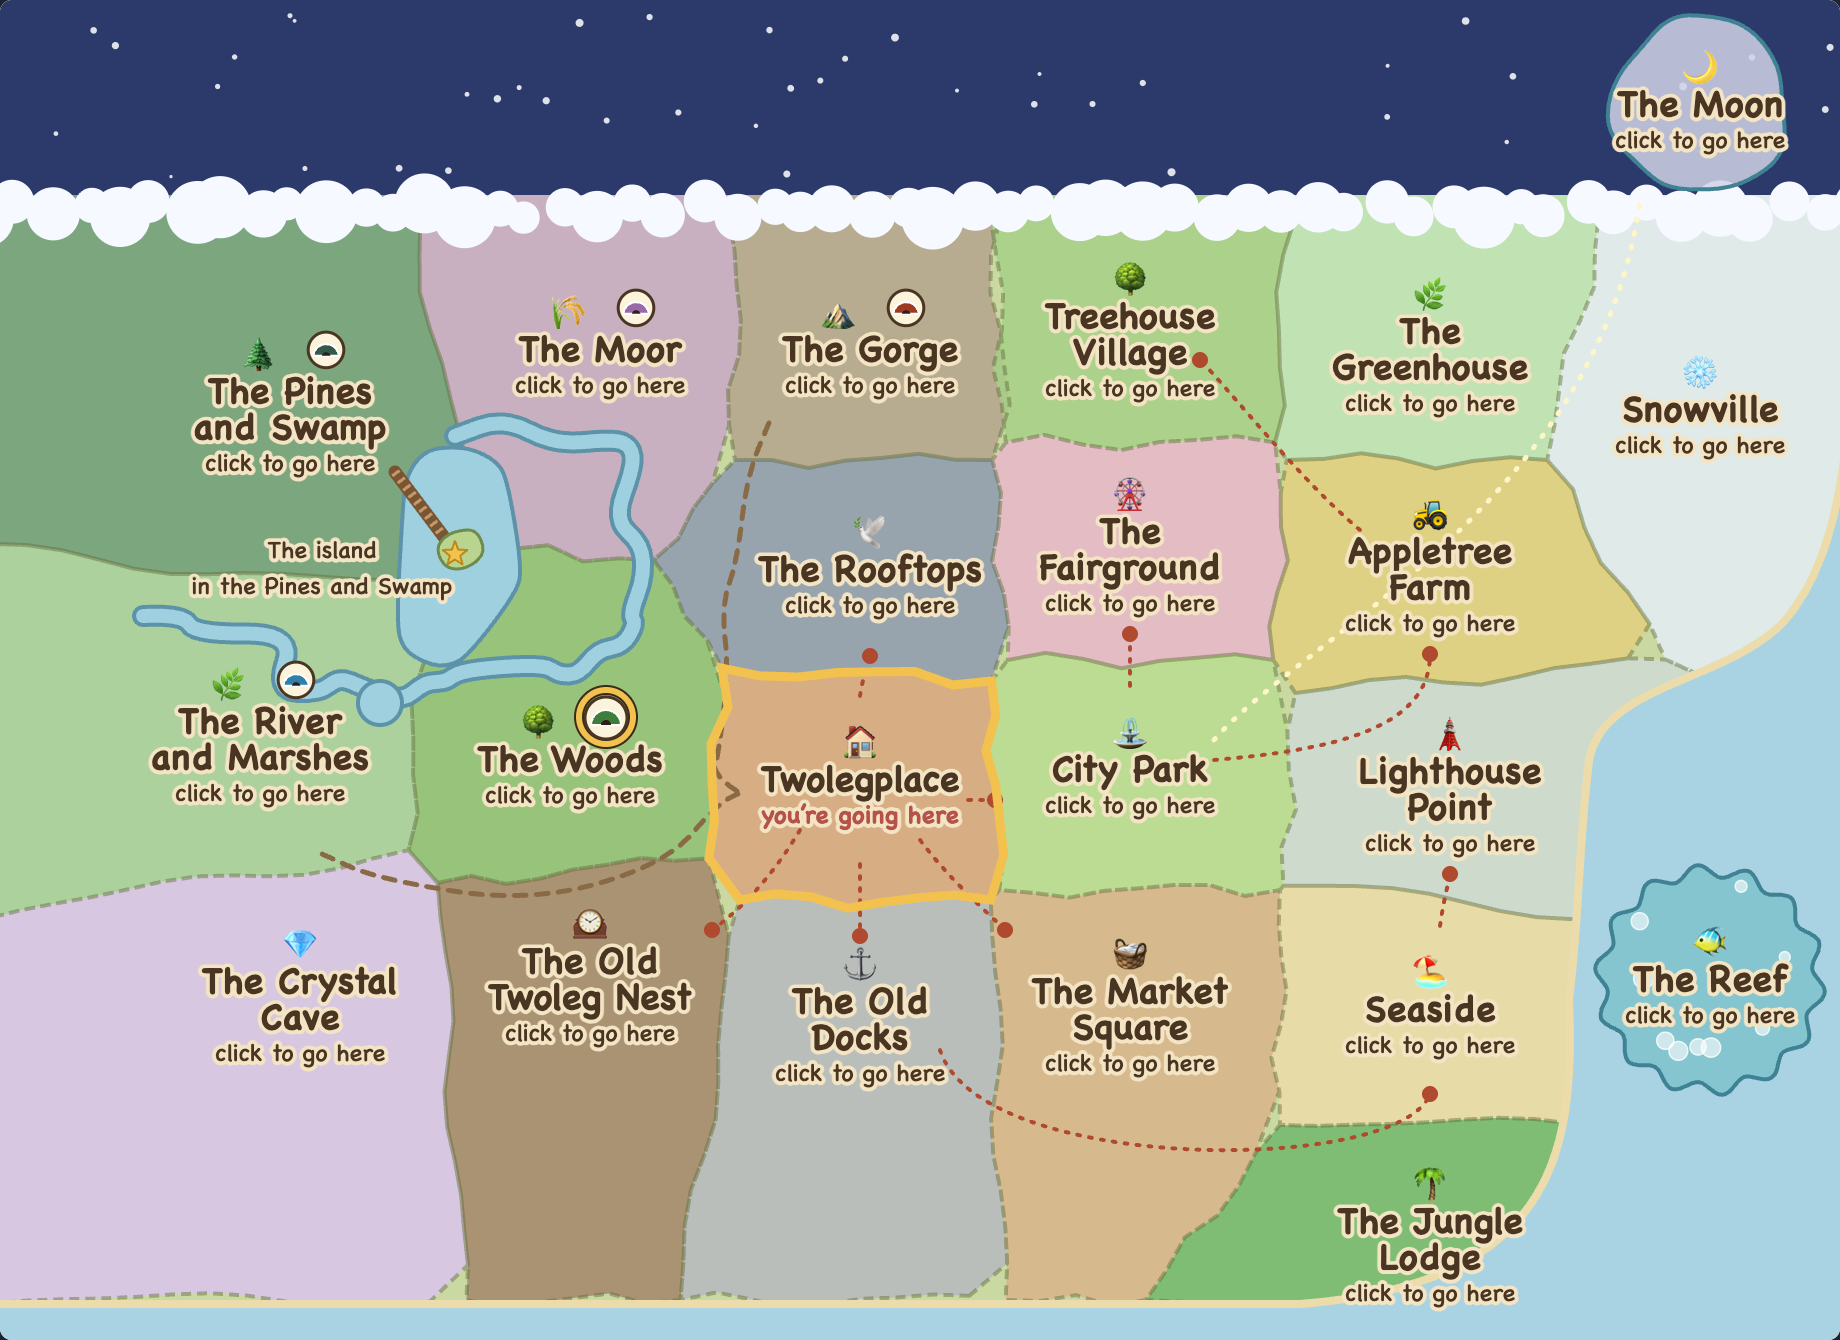 The Moon
click to go here
The Moor
click to go here
The Gorge
click to go here
Treehouse
Village
click to go here
The
Greenhouse
click to go here
Snowville
click to go here
The Pines
and Swamp
click to go here
The island
in the Pines and Swamp
The Rooftops
click to go here
The
Fairground
click to go here
Appletree
Farm
click to go here
The River
and Marshes
click to go here
The Woods
click to go here
Twolegplace
you're going here
City Park
click to go here
Lighthouse
Point
click to go here
The Crystal
Cave
click to go here
The Old
Twoleg Nest
click to go here
The Old
Docks
click to go here
The Market
Square
click to go here
Seaside
click to go here
The Reef
click to go here
The Jungle
Lodge
click to go here